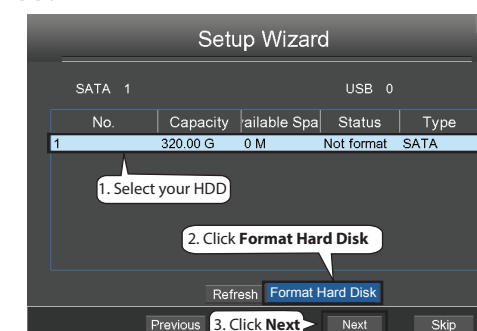 Setup Wizard
SATA 1 USB 0
No. Capacity vailable Spa Status Type
1 320.00 G 0 M Not format SATA
1. Select your HDD
2. Click Format Hard Disk
Refresh Format Hard Disk
Previous 3. Click Next Next Skip